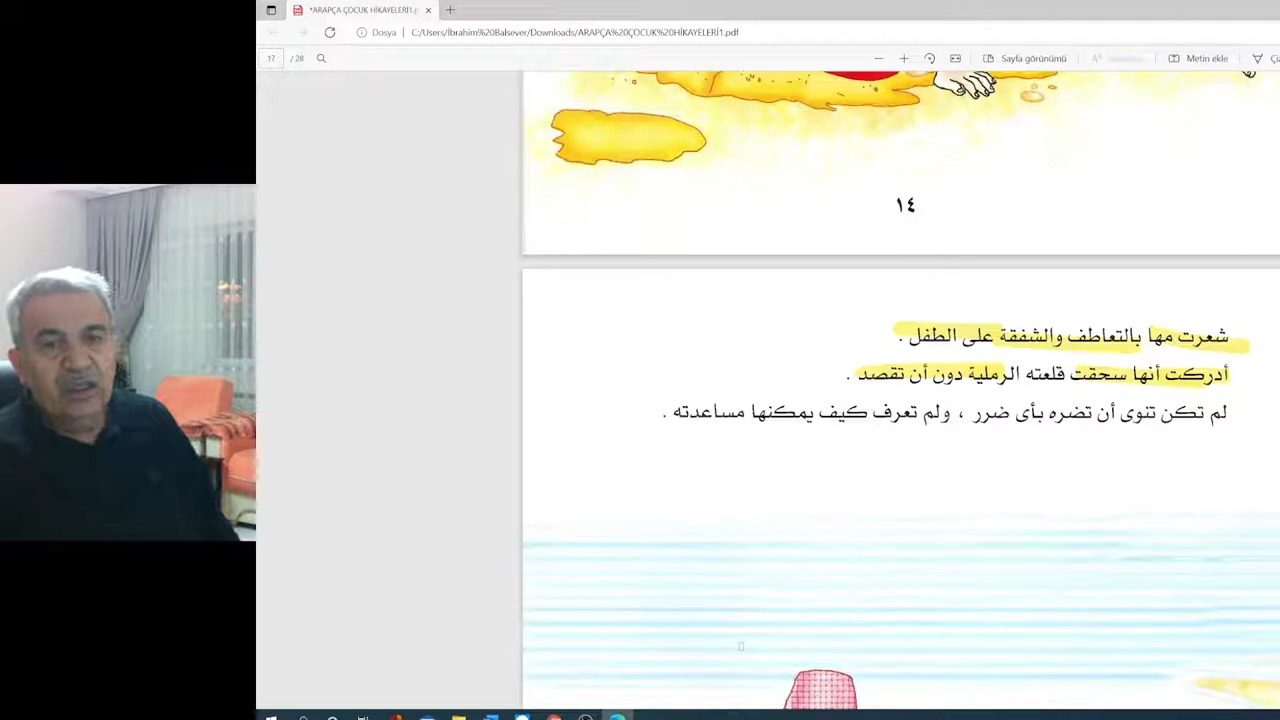 *ARAPÇA ÇOCUK HİKAYELERİ1.p
Dosya
C:/Users/İbrahim%20Balsever/Downloads/ARAPÇA%20ÇOCUK%20HİKAYELERİ1.pdf
17 / 28
Sayfa görünümü
Metin ekle
Çiz
١٤
شعرت مها بالتعاطف والشفقة على الطفل .
أدركت أنها سحقت قلعته الرملية دون أن تقصد .
لم تكن تنوى أن تضره بأى ضرر ، ولم تعرف كيف يمكنها مساعدته .